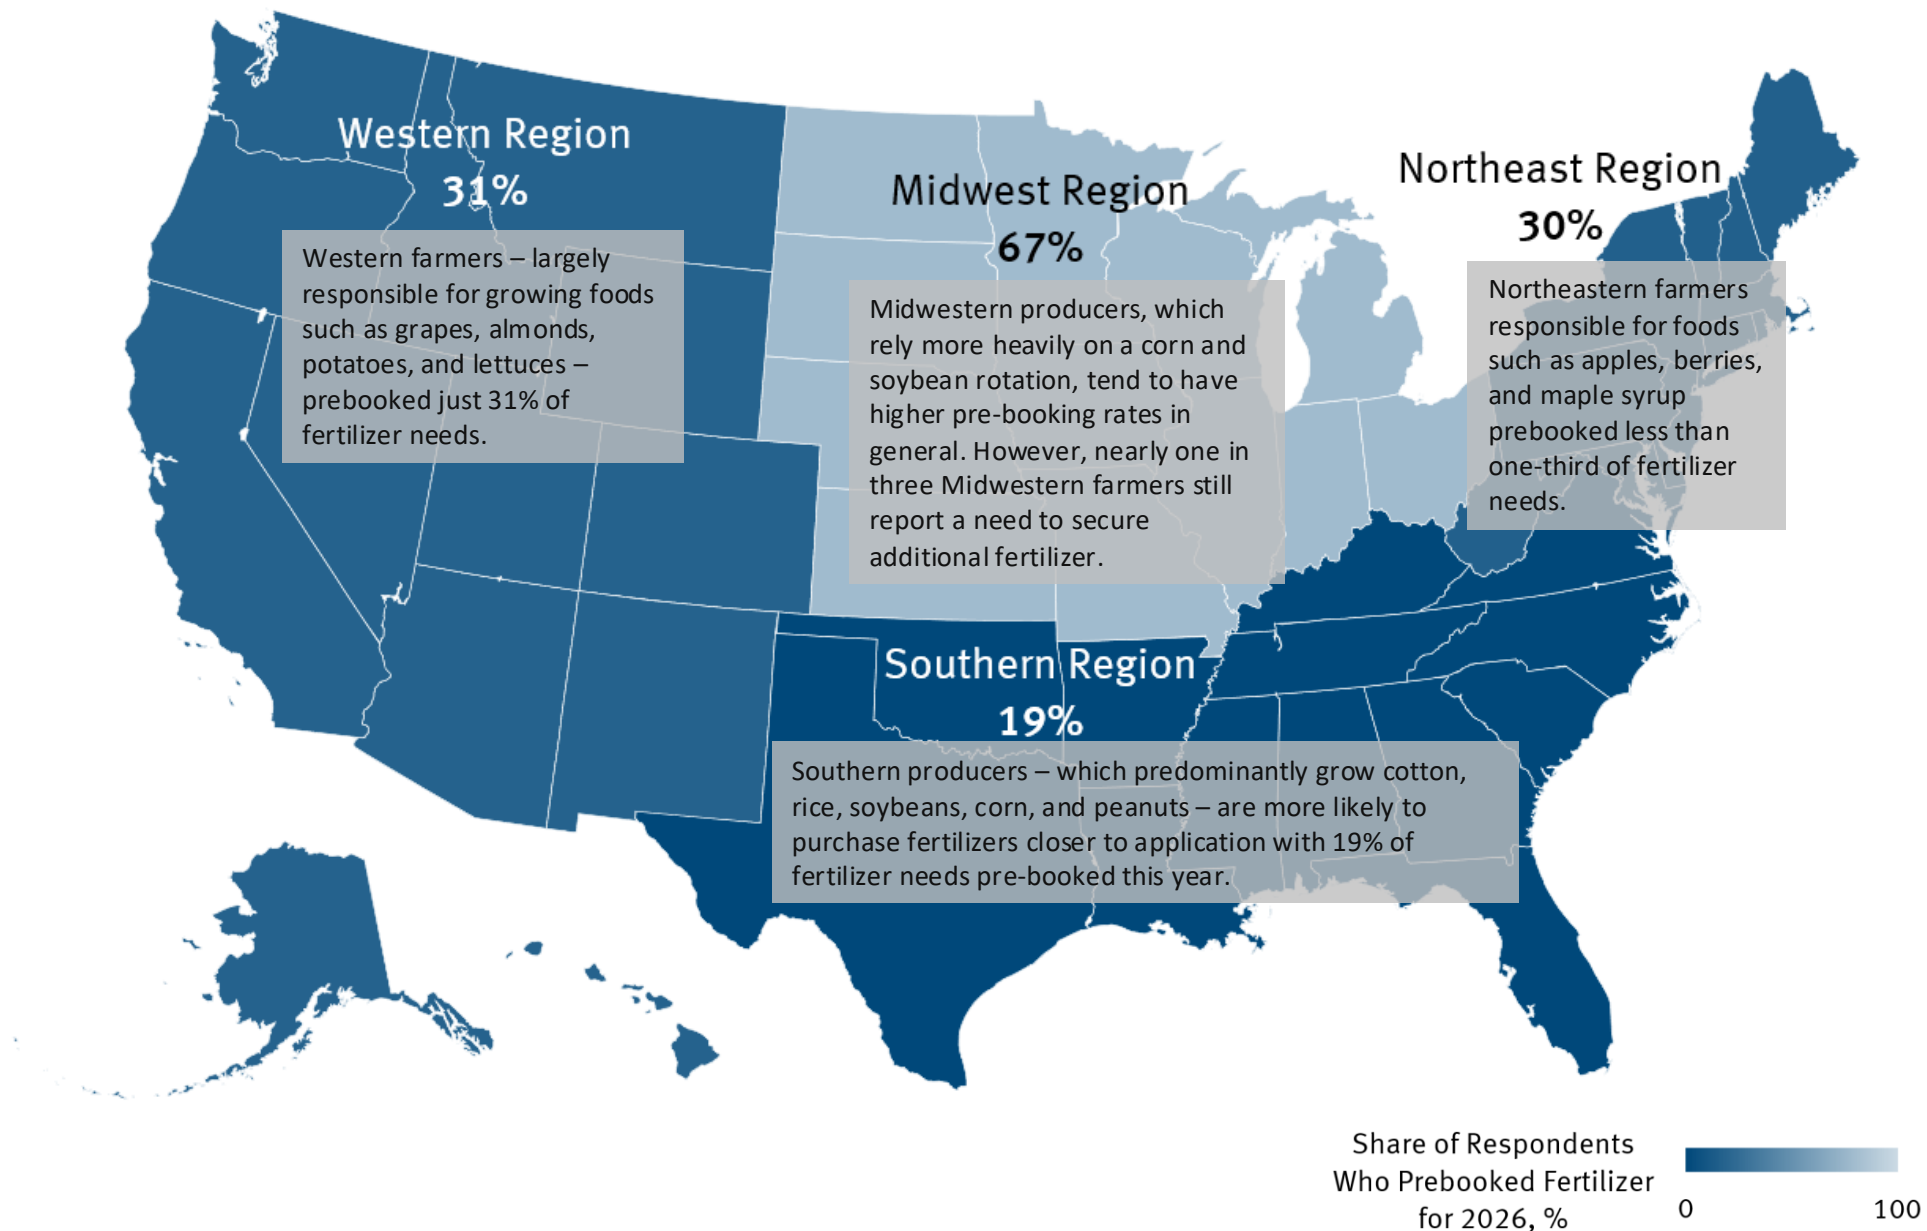 Western Region
31%
Western farmers – largely
responsible for growing foods
such as grapes, almonds,
potatoes, and lettuces –
prebooked just 31% of
fertilizer needs.
Midwest Region
67%
Midwestern producers, which
rely more heavily on a corn and
soybean rotation, tend to have
higher pre-booking rates in
general. However, nearly one in
three Midwestern farmers still
report a need to secure
additional fertilizer.
Northeast Region
30%
Northeastern farmers
responsible for foods
such as apples, berries,
and maple syrup
prebooked less than
one-third of fertilizer
needs.
Southern Region
19%
Southern producers – which predominantly grow cotton,
rice, soybeans, corn, and peanuts – are more likely to
purchase fertilizers closer to application with 19% of
fertilizer needs pre-booked this year.
Share of Respondents
Who Prebooked Fertilizer
for 2026, %
0
100